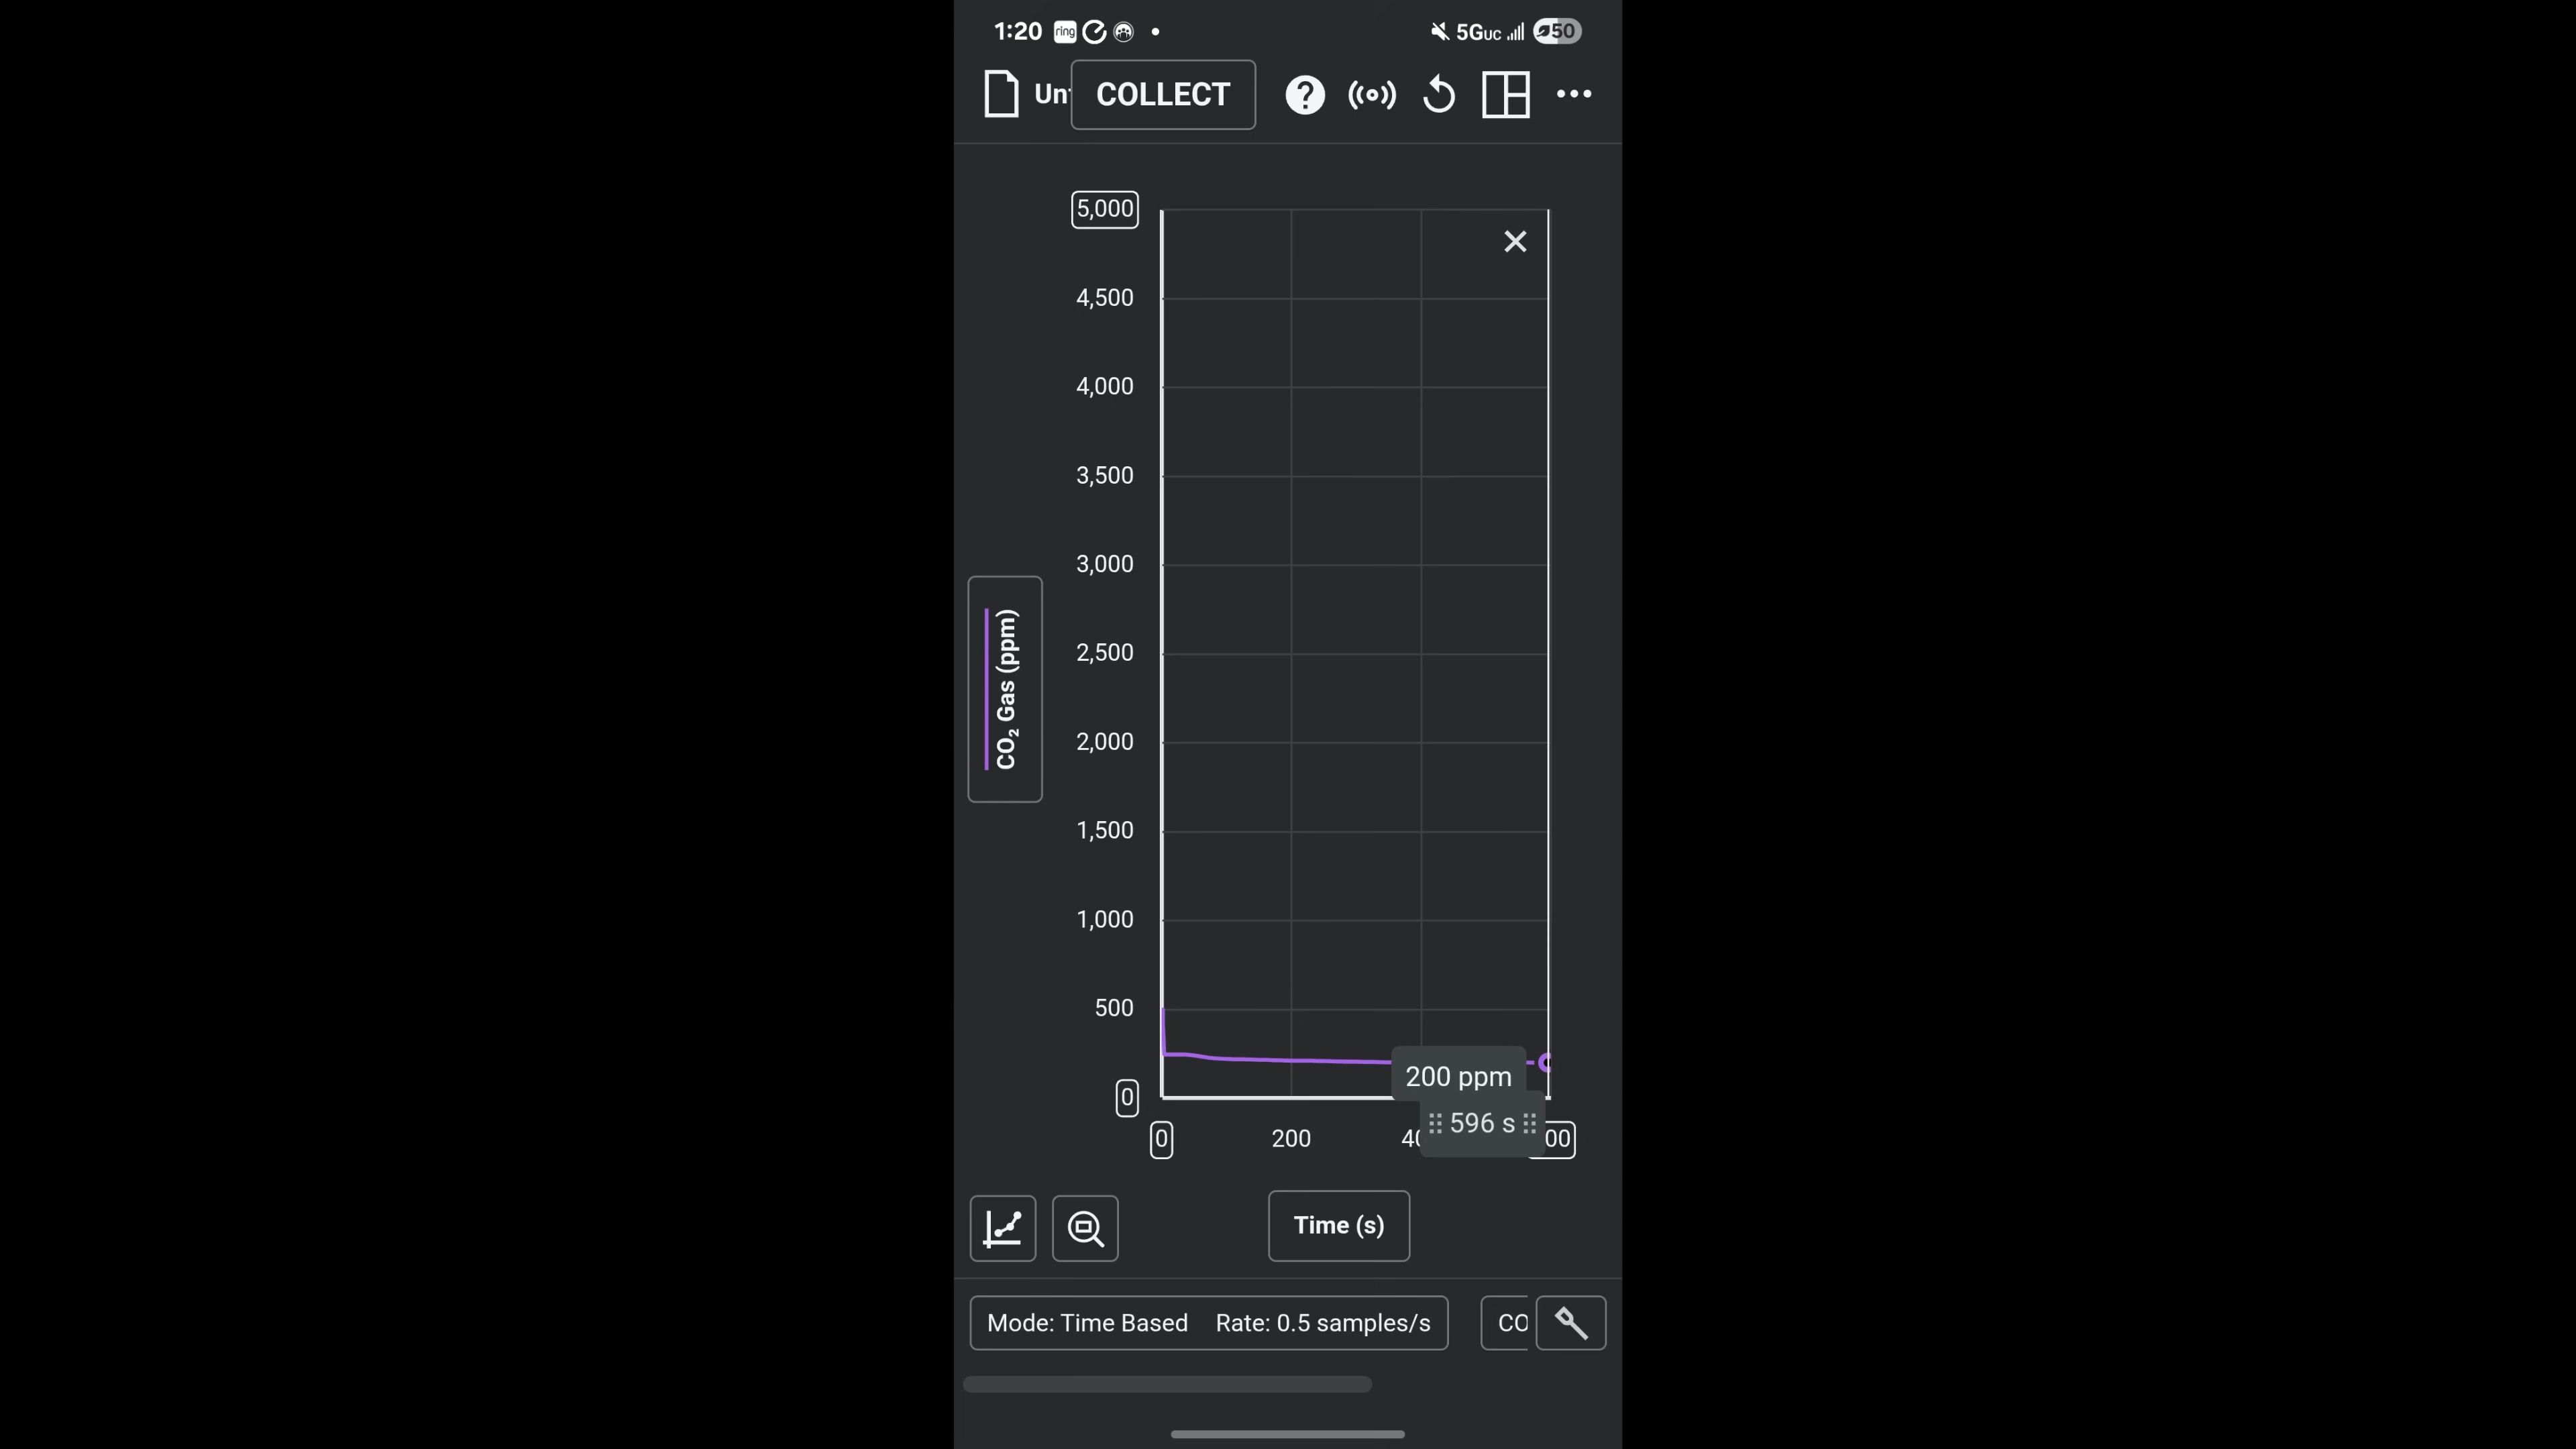 1:20 ring 5GUC 50
Un COLLECT ?
5,000
4,500
4,000
3,500
3,000
CO₂ Gas (ppm)
2,500
2,000
1,500
1,000
500
200 ppm
0
596 s
0 200 40 00
Time (s)
Mode: Time Based Rate: 0.5 samples/s CO